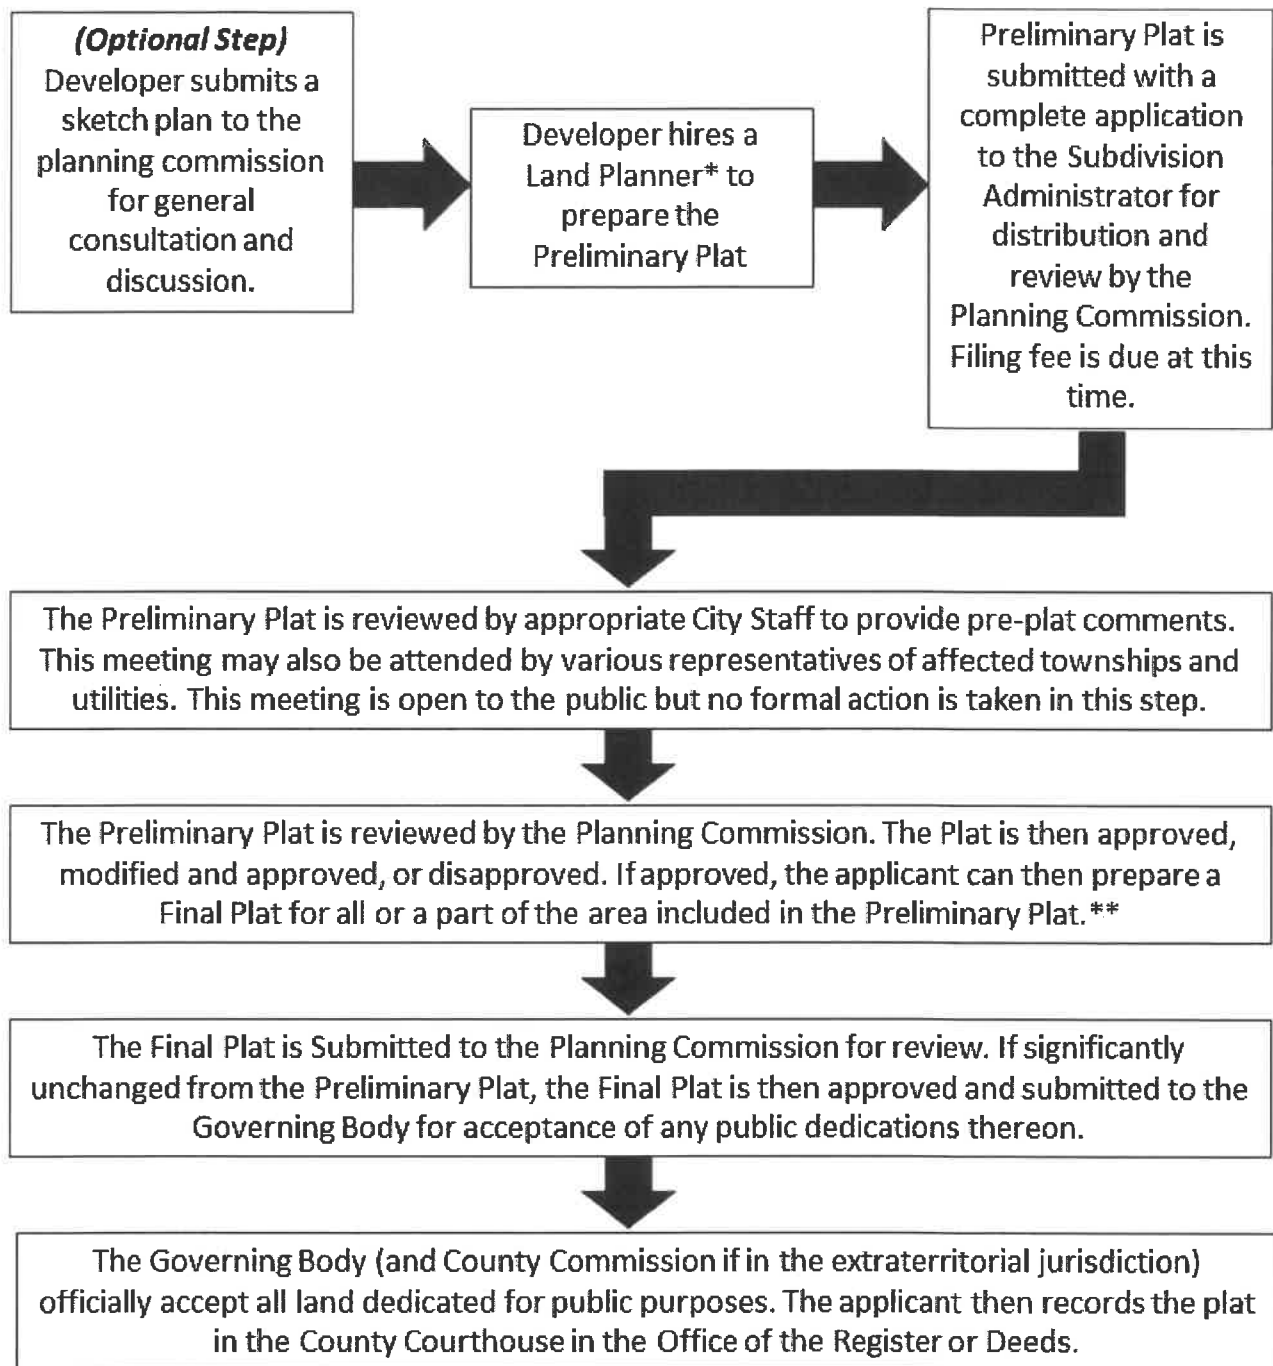 (Optional Step)
Developer submits a
sketch plan to the
planning commission
for general
consultation and
discussion.
Developer hires a
Land Planner* to
prepare the
Preliminary Plat
Preliminary Plat is
submitted with a
complete application
to the Subdivision
Administrator for
distribution and
review by the
Planning Commission.
Filing fee is due at this
time.
The Preliminary Plat is reviewed by appropriate City Staff to provide pre-plat comments.
This meeting may also be attended by various representatives of affected townships and
utilities. This meeting is open to the public but no formal action is taken in this step.
The Preliminary Plat is reviewed by the Planning Commission. The Plat is then approved,
modified and approved, or disapproved. If approved, the applicant can then prepare a
Final Plat for all or a part of the area included in the Preliminary Plat.**
The Final Plat is Submitted to the Planning Commission for review. If significantly
unchanged from the Preliminary Plat, the Final Plat is then approved and submitted to the
Governing Body for acceptance of any public dedications thereon.
The Governing Body (and County Commission if in the extraterritorial jurisdiction)
officially accept all land dedicated for public purposes. The applicant then records the plat
in the County Courthouse in the Office of the Register or Deeds.